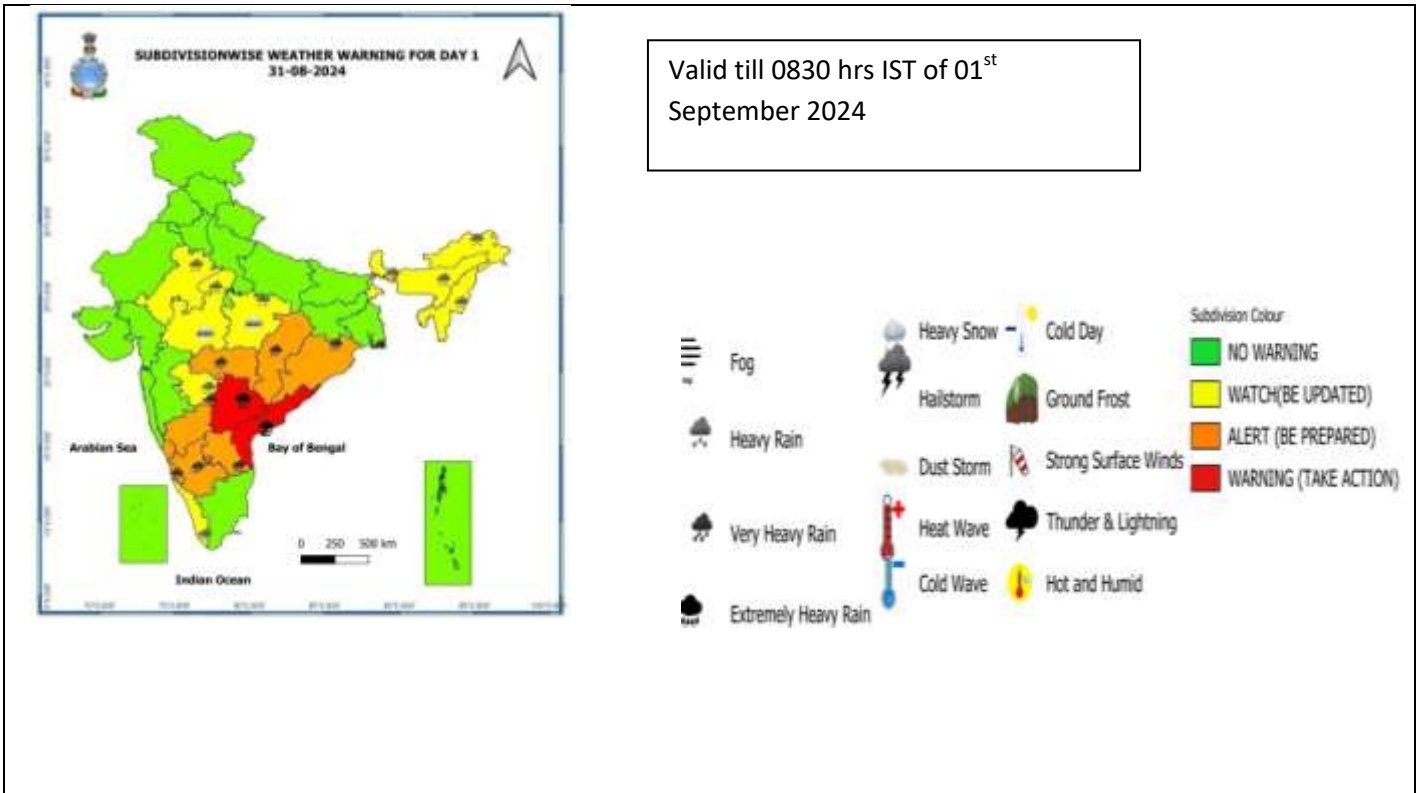 SUBDIVISIONWISE WEATHER WARNING FOR DAY 1
31-08-2024
Valid till 0830 hrs IST of 01st
September 2024
Arabian Sea
Bay of Bengal
0 250 500 km
Indian Ocean
Fog
Heavy Rain
Very Heavy Rain
Extremely Heavy Rain
Heavy Snow
Hailstorm
Dust Storm
Heat Wave
Cold Wave
Cold Day
Ground Frost
Strong Surface Winds
Thunder & Lightning
Hot and Humid
Subdivision Colour
NO WARNING
WATCH(BE UPDATED)
ALERT (BE PREPARED)
WARNING (TAKE ACTION)